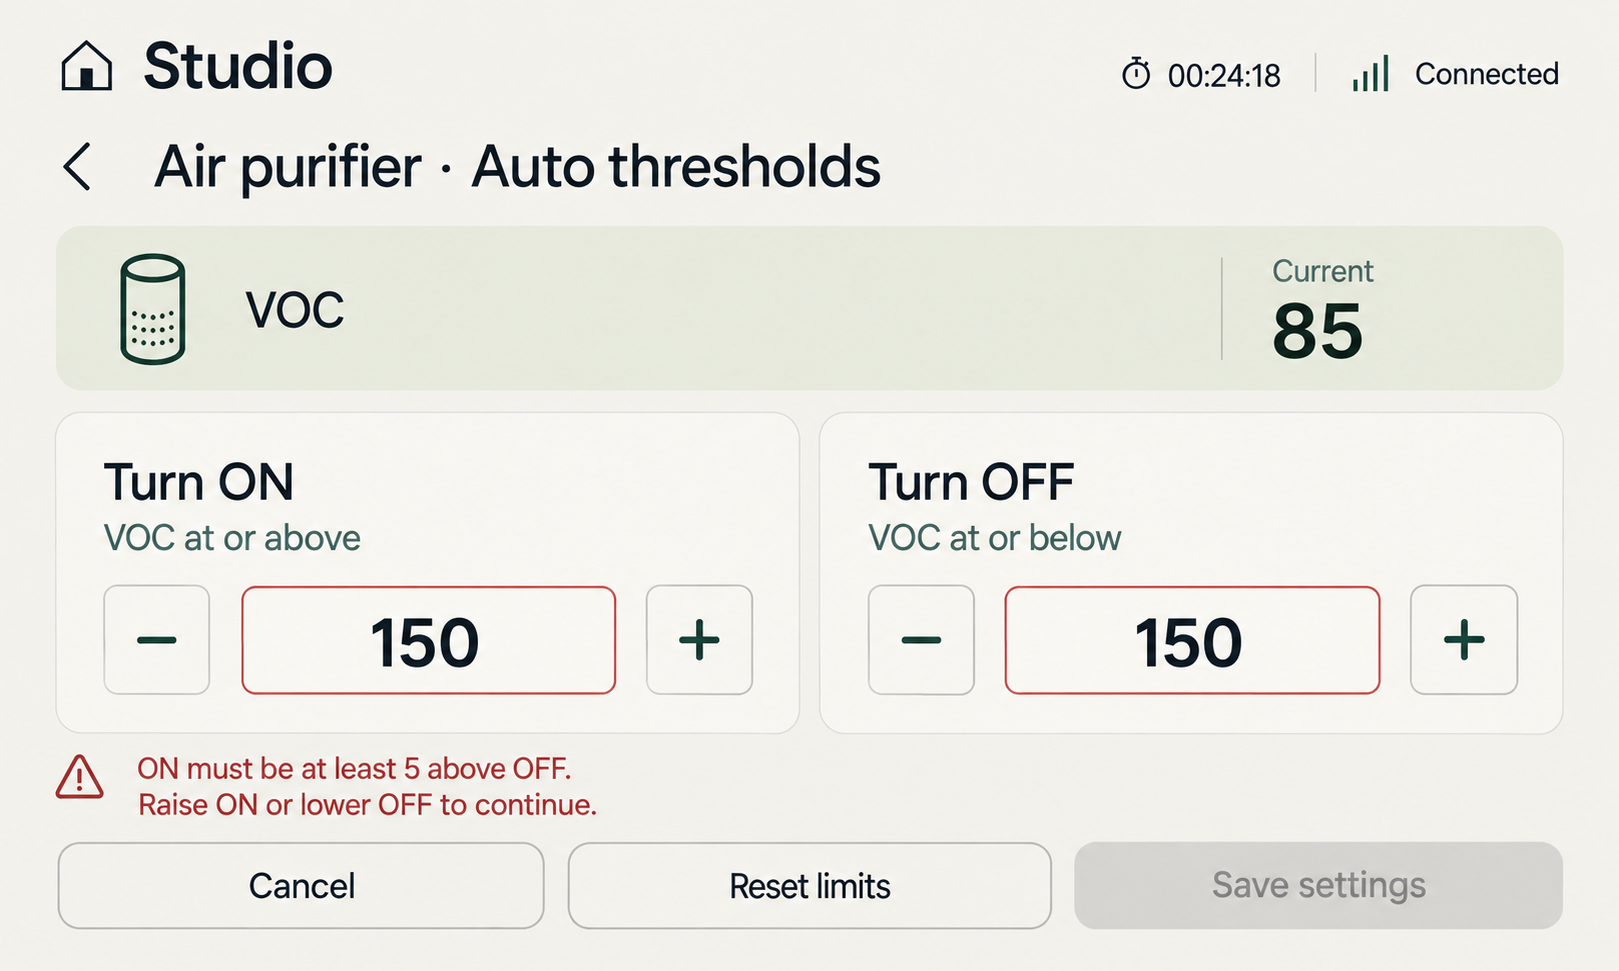 Studio
00:24:18
Connected
Air purifier · Auto thresholds
VOC
Current
85
Turn ON
VOC at or above
− 150 +
Turn OFF
VOC at or below
− 150 +
ON must be at least 5 above OFF.
Raise ON or lower OFF to continue.
Cancel
Reset limits
Save settings